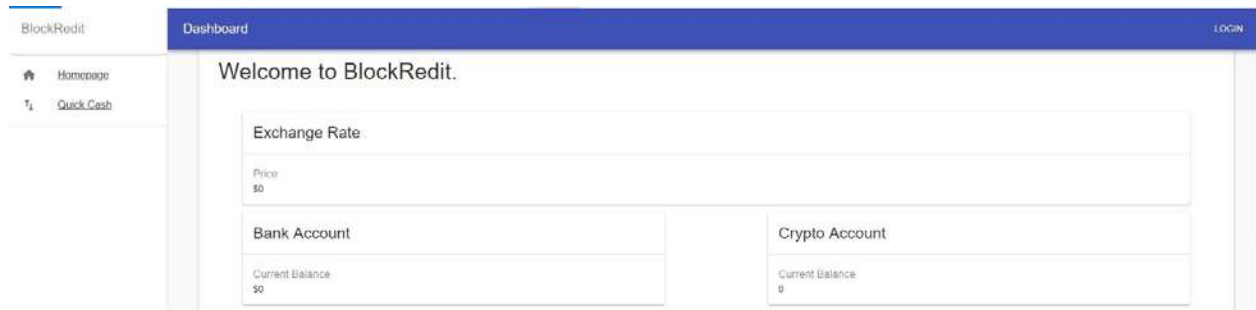 BlockRedit
Dashboard
LOGIN
Homepage
Quick Cash
Welcome to BlockRedit.
Exchange Rate
Price
$0
Bank Account
Current Balance
$0
Crypto Account
Current Balance
0